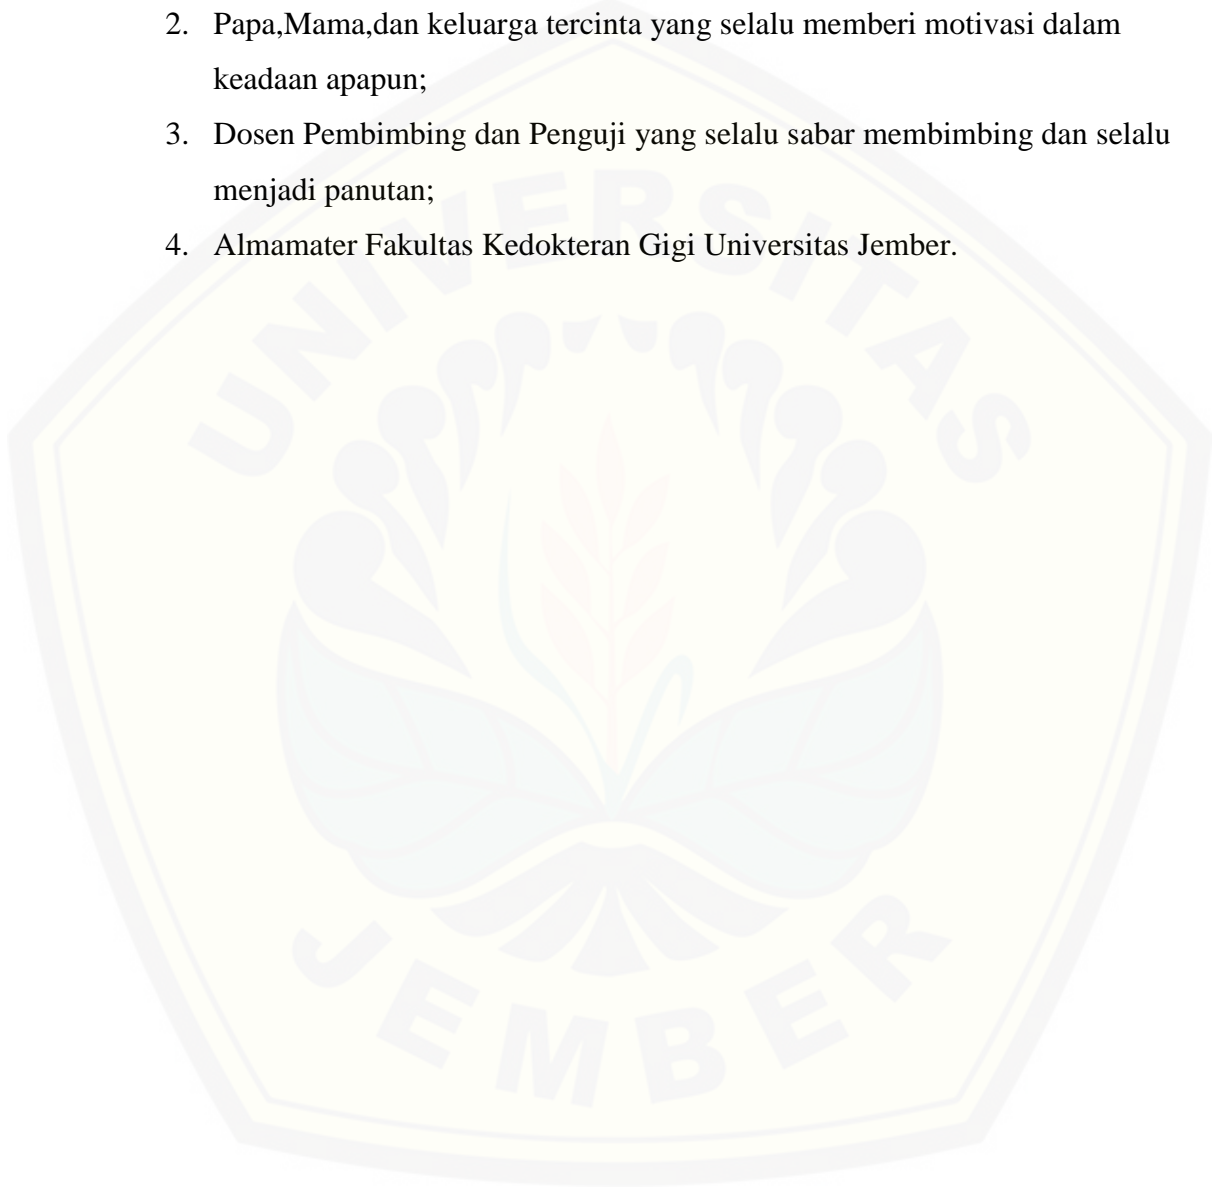 2. Papa,Mama,dan keluarga tercinta yang selalu memberi motivasi dalam
keadaan apapun;
3. Dosen Pembimbing dan Penguji yang selalu sabar membimbing dan selalu
menjadi panutan;
4. Almamater Fakultas Kedokteran Gigi Universitas Jember.
UNIVERSITAS
JEMBER